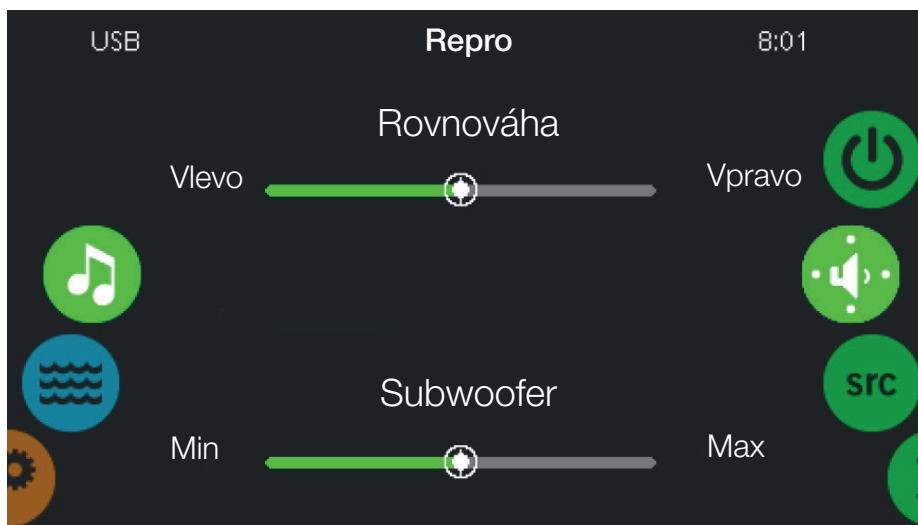 USB Repro 8:01
Rovnováha
Vlevo Vpravo
src
Subwoofer
Min Max